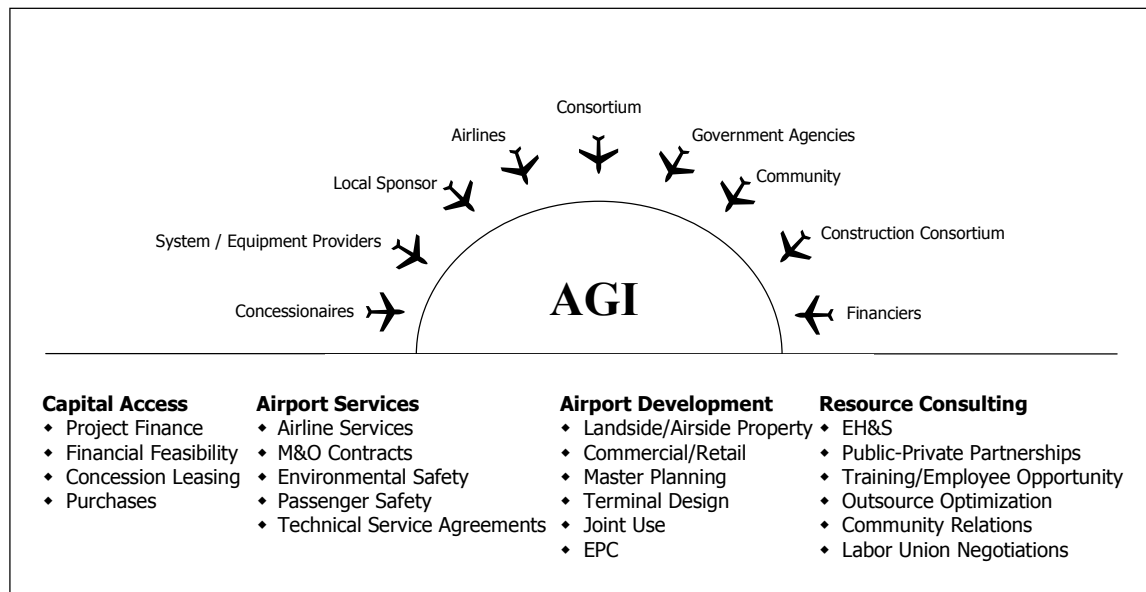 Consortium
Airlines
Government Agencies
Local Sponsor
Community
System / Equipment Providers
Construction Consortium
Concessionaires
AGI
Financiers
Capital Access
◆ Project Finance
◆ Financial Feasibility
◆ Concession Leasing
◆ Purchases
Airport Services
◆ Airline Services
◆ M&O Contracts
◆ Environmental Safety
◆ Passenger Safety
◆ Technical Service Agreements
Airport Development
◆ Landside/Airside Property
◆ Commercial/Retail
◆ Master Planning
◆ Terminal Design
◆ Joint Use
◆ EPC
Resource Consulting
◆ EH&S
◆ Public-Private Partnerships
◆ Training/Employee Opportunity
◆ Outsource Optimization
◆ Community Relations
◆ Labor Union Negotiations